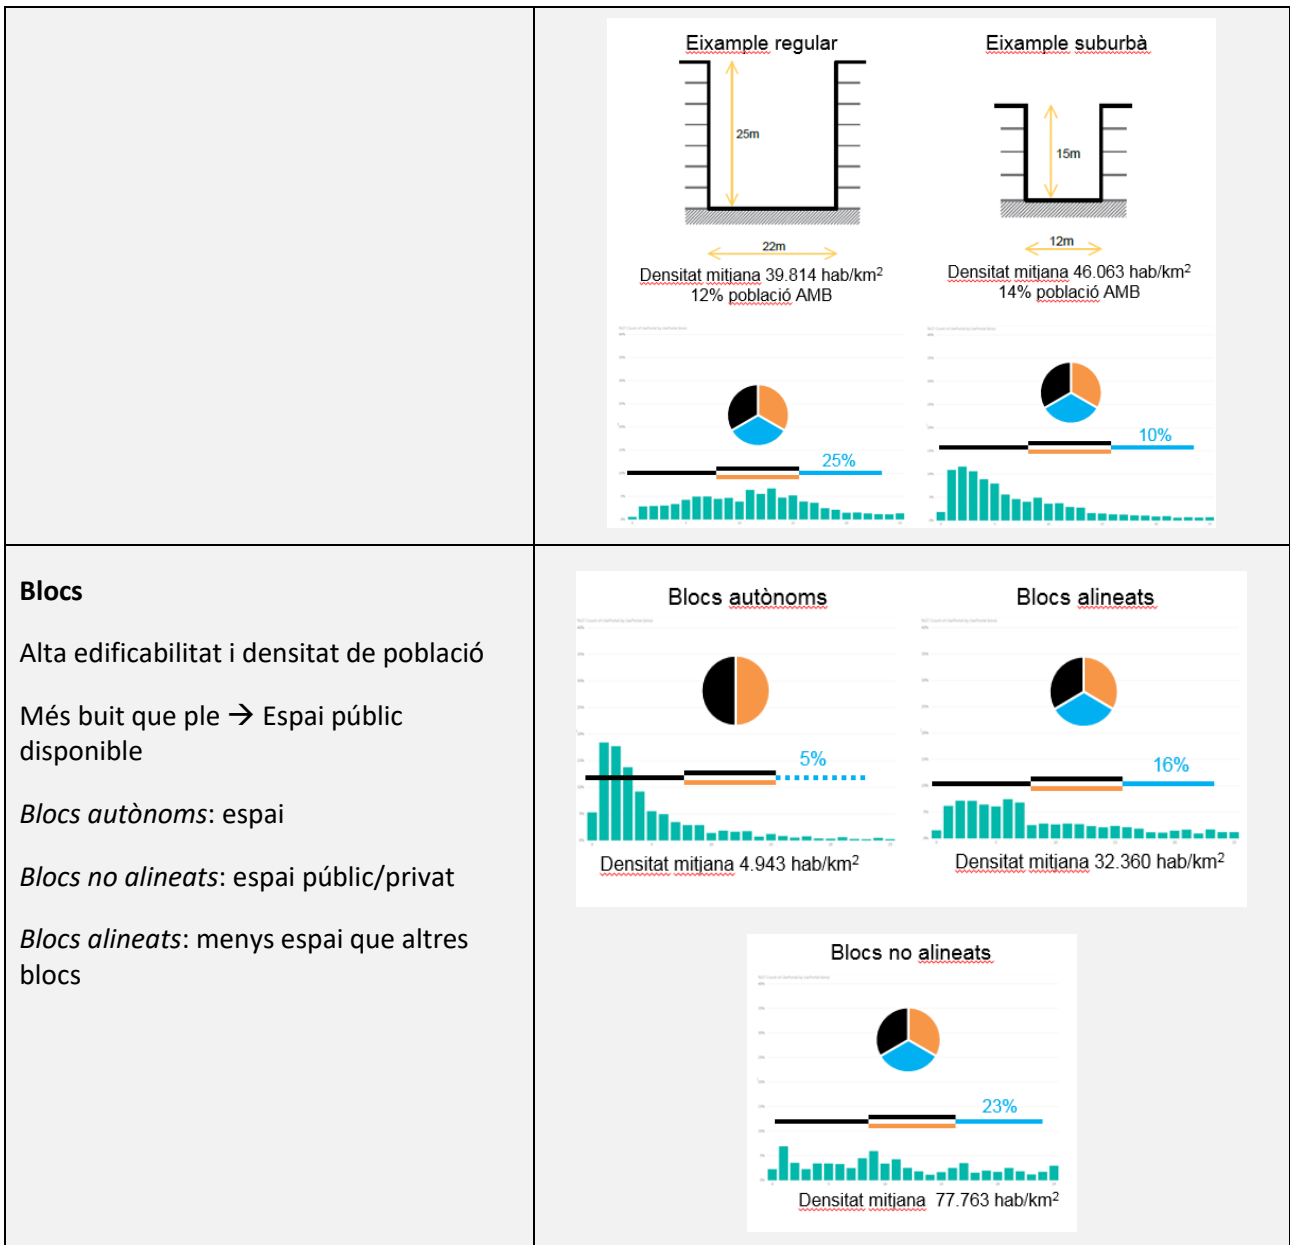 Eixample regular
Eixample suburbà
25m
15m
22m
12m
Densitat mitjana 39.814 hab/km²
12% població AMB
Densitat mitjana 46.063 hab/km²
14% població AMB
25%
10%
Blocs
Alta edificabilitat i densitat de població
Més buit que ple → Espai públic
disponible
Blocs autònoms: espai
Blocs no alineats: espai públic/privat
Blocs alineats: menys espai que altres
blocs
Blocs autònoms
Blocs alineats
5%
16%
Densitat mitjana 4.943 hab/km²
Densitat mitjana 32.360 hab/km²
Blocs no alineats
23%
Densitat mitjana 77.763 hab/km²